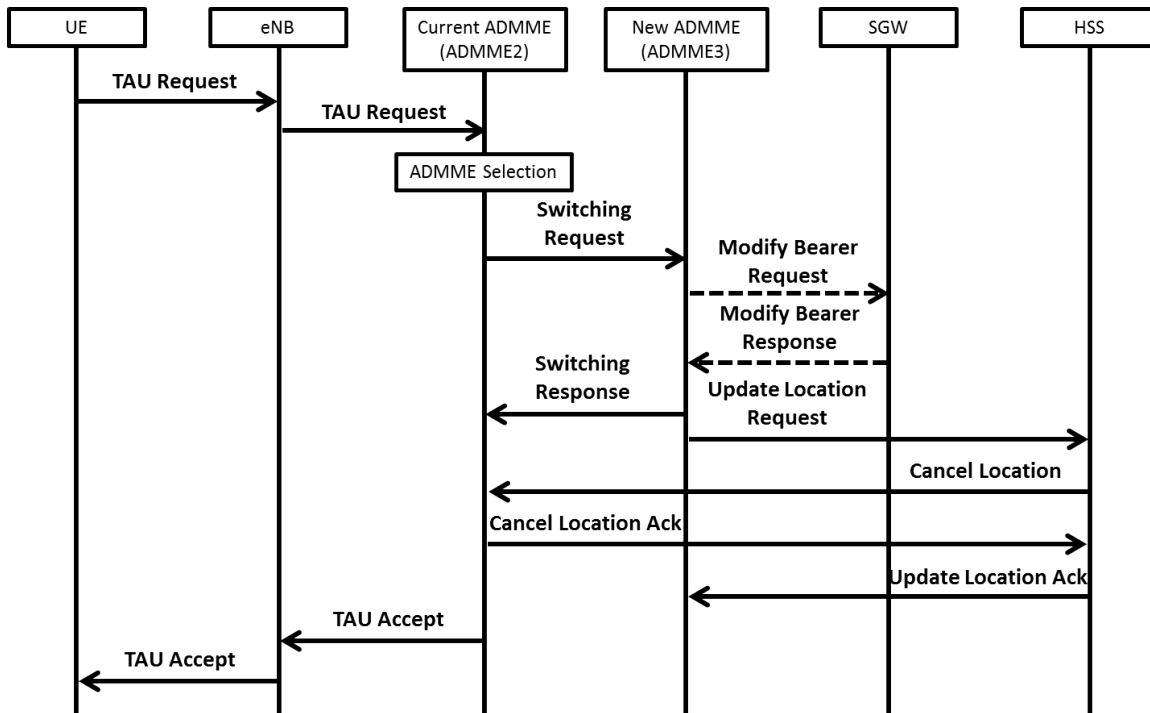 UE
eNB
Current ADMME
(ADMME2)
New ADMME
(ADMME3)
SGW
HSS
TAU Request
TAU Request
ADMME Selection
Switching
Request
Modify Bearer
Request
Modify Bearer
Response
Switching
Response
Update Location
Request
Cancel Location
Cancel Location Ack
Update Location Ack
TAU Accept
TAU Accept